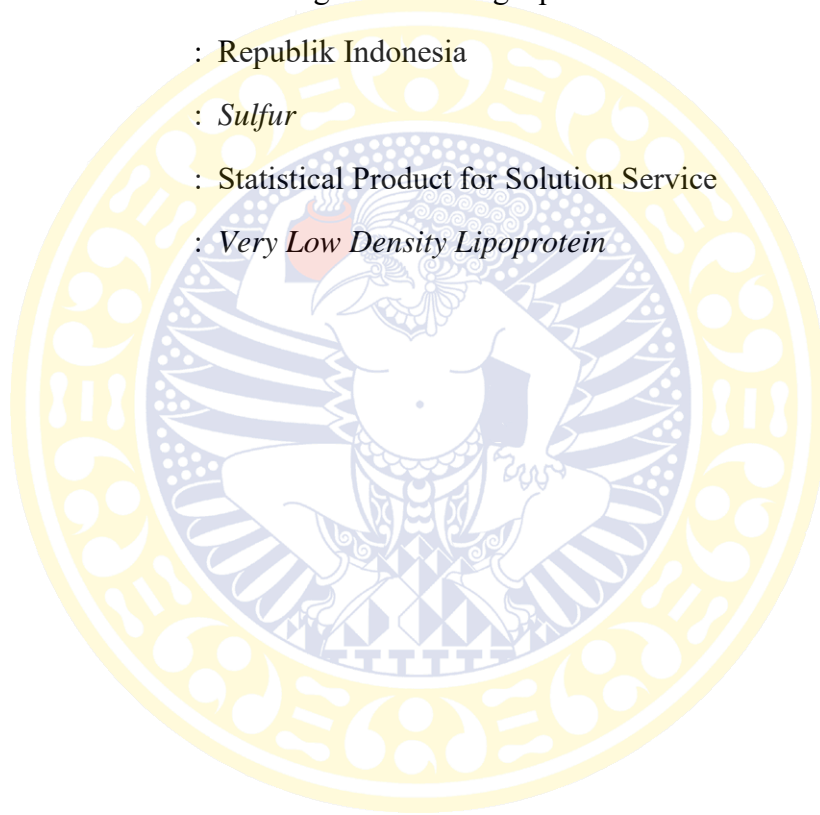 : Republik Indonesia
: Sulfur
: Statistical Product for Solution Service
: Very Low Density Lipoprotein